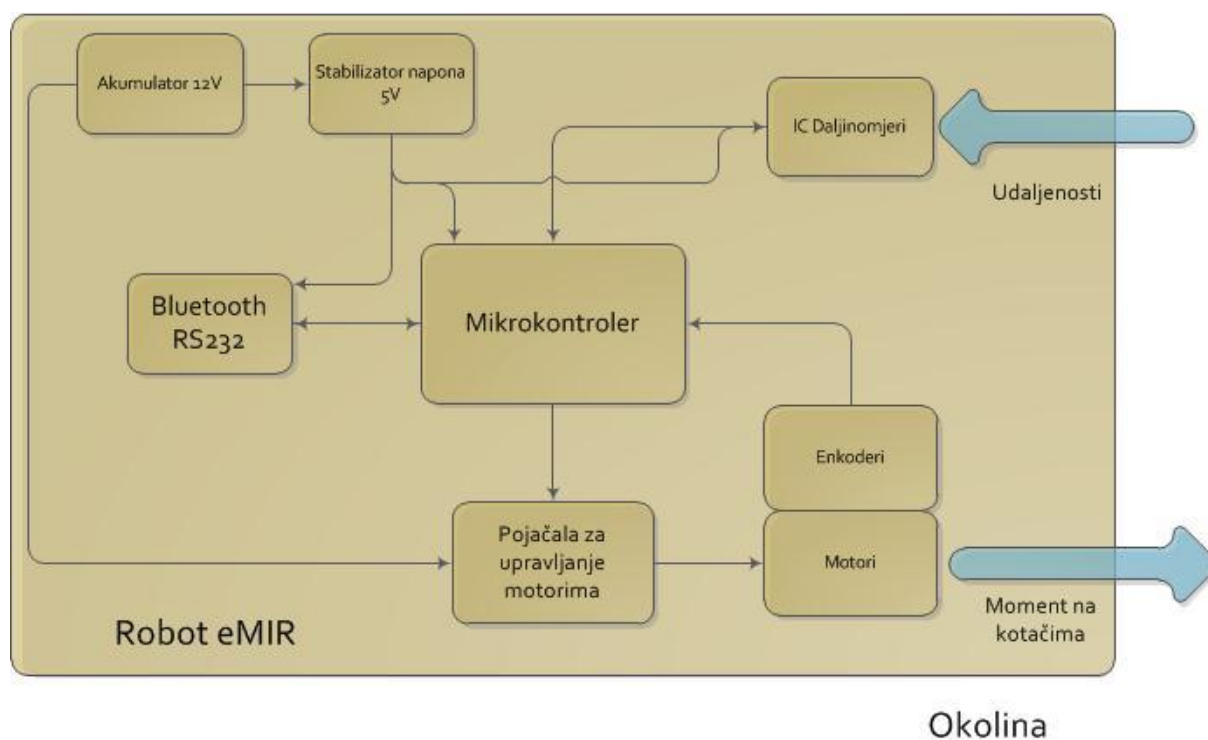 Akumulator 12V
Stabilizator napona
5V
IC Daljinomjeri
Udaljenosti
Bluetooth
RS232
Mikrokontroler
Enkoderi
Pojačala za
upravljanje
motorima
Motori
Moment na
kotačima
Robot eMIR
Okolina